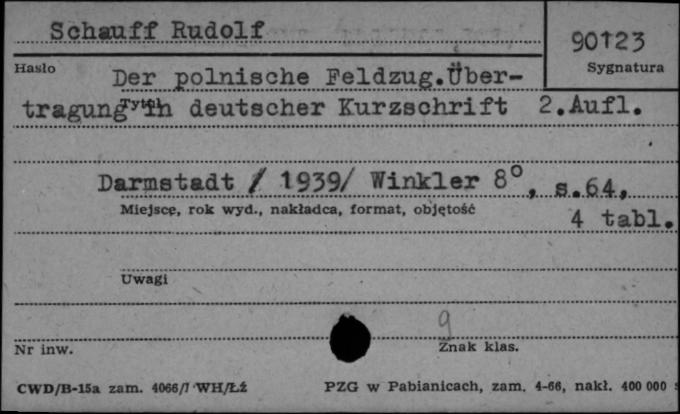 Schauff Rudolf
90123
Hasło
Sygnatura
Der polnische Feldzug.Über-
tragung in deutscher Kurzschrift 2.Aufl.
Tytuł
Darmstadt / 1939/ Winkler 8°, s.64,
Miejsce, rok wyd., nakładca, format, objętość
4 tabl.
Uwagi
9
Nr inw.
Znak klas.
CWD/B-15a zam. 4066/7 WH/ŁŻ
PZG w Pabianicach, zam. 4-66, nakł. 400 000 s